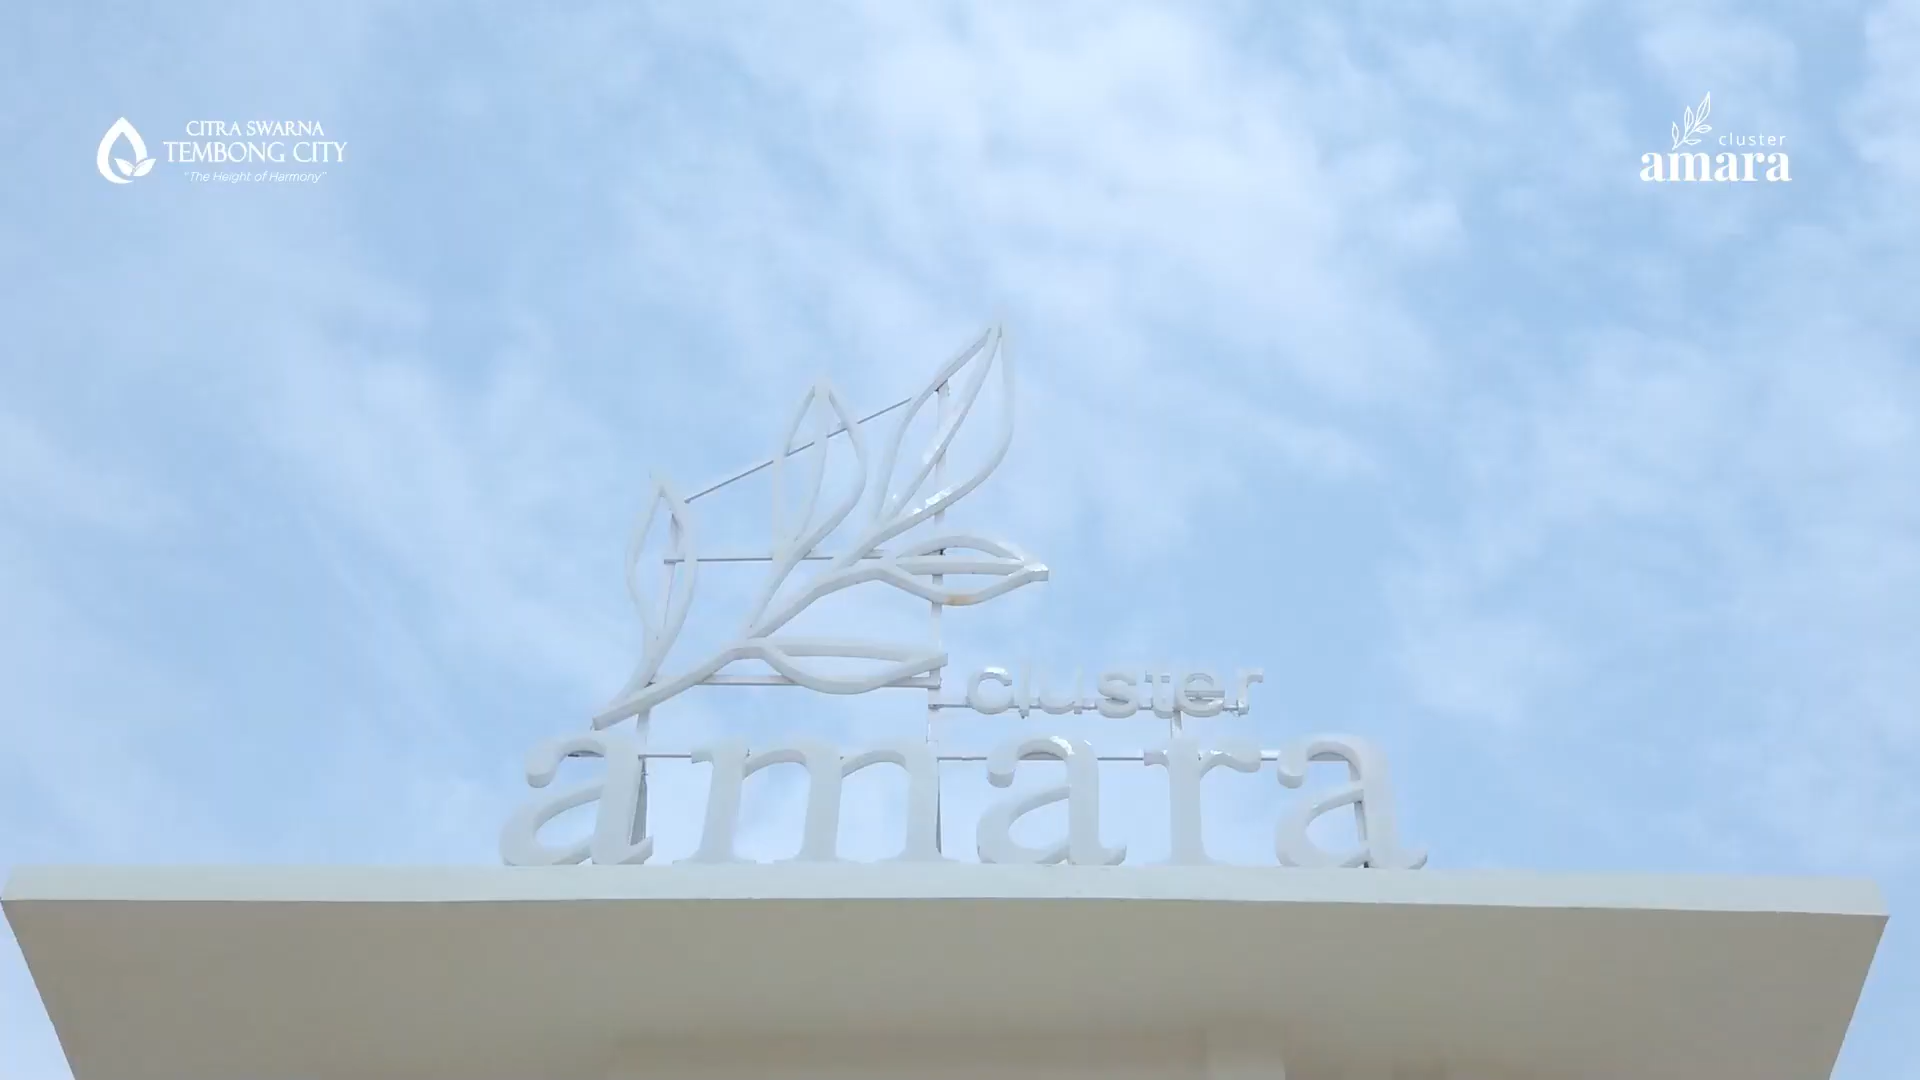 CITRA SWARNA
TEMBONG CITY
"The Height of Harmony"
cluster
amara
cluster
amara